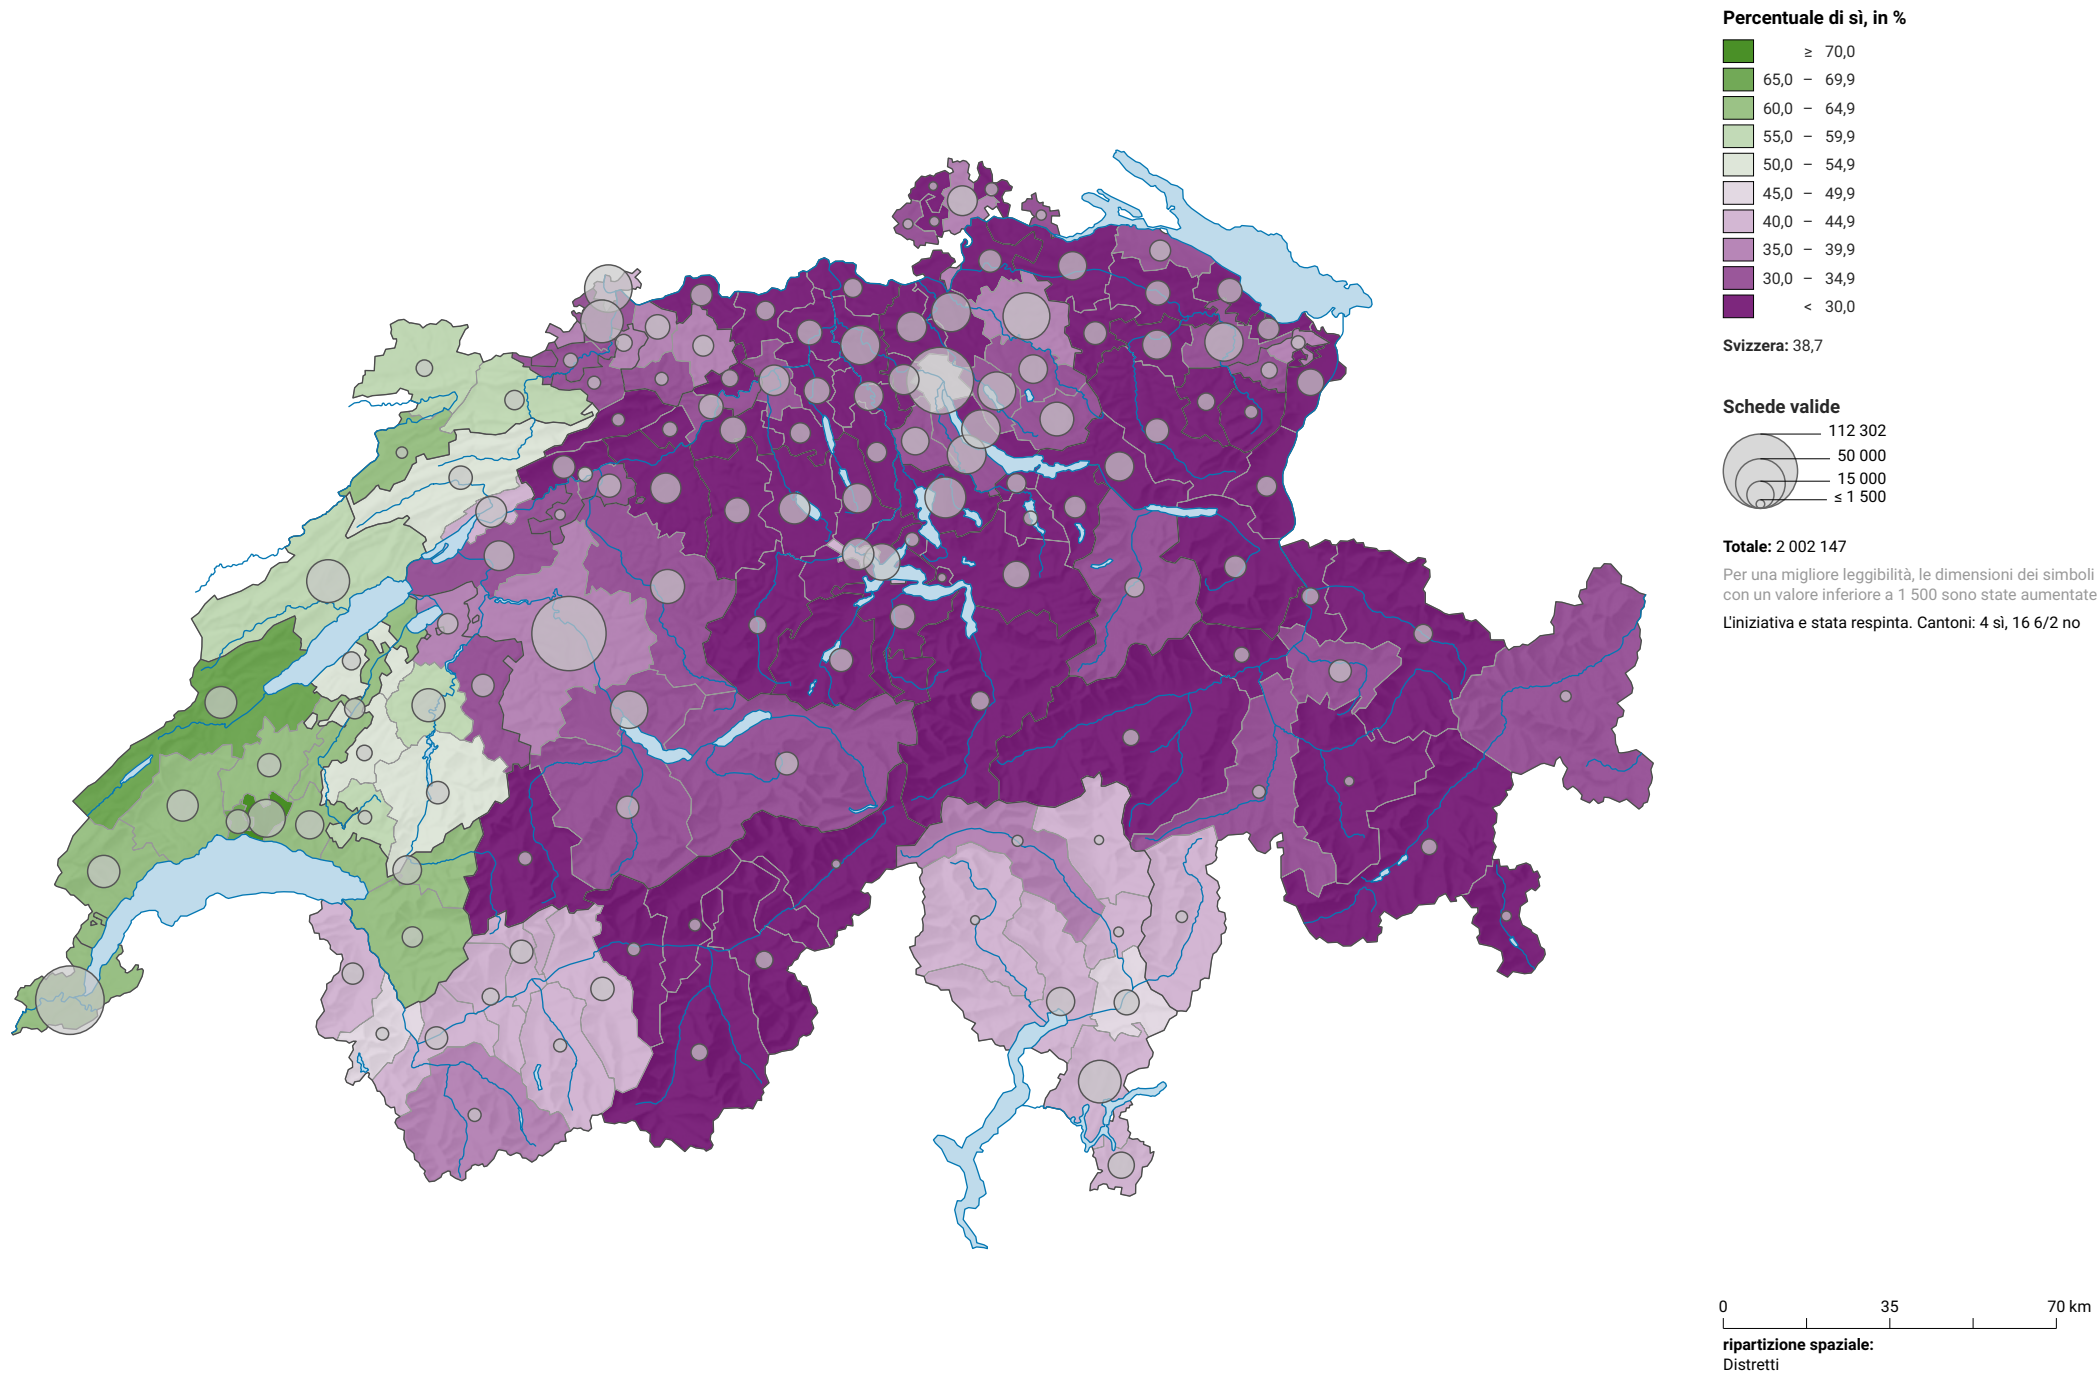 Percentuale di sì, in %
≥ 70,0
65,0 – 69,9
60,0 – 64,9
55,0 – 59,9
50,0 – 54,9
45,0 – 49,9
40,0 – 44,9
35,0 – 39,9
30,0 – 34,9
< 30,0
Svizzera: 38,7
Schede valide
112 302
50 000
15 000
≤ 1 500
Totale: 2 002 147
Per una migliore leggibilità, le dimensioni dei simboli
con un valore inferiore a 1 500 sono state aumentate
L'iniziativa e stata respinta. Cantoni: 4 sì, 16 6/2 no
0 35 70 km
ripartizione spaziale:
Distretti